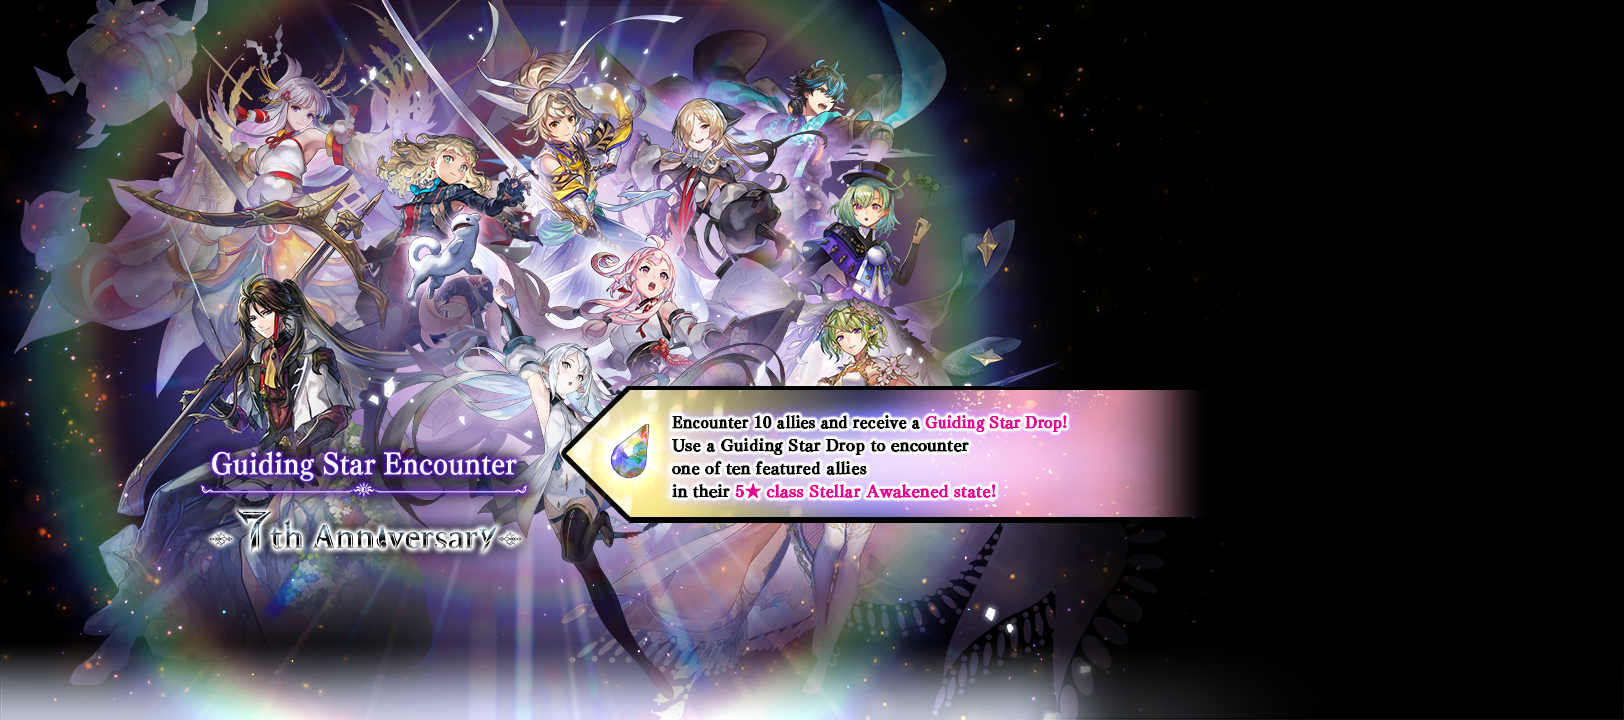 Guiding Star Encounter
7th Anniversary
Encounter 10 allies and receive a Guiding Star Drop!
Use a Guiding Star Drop to encounter
one of ten featured allies
in their 5★ class Stellar Awakened state!